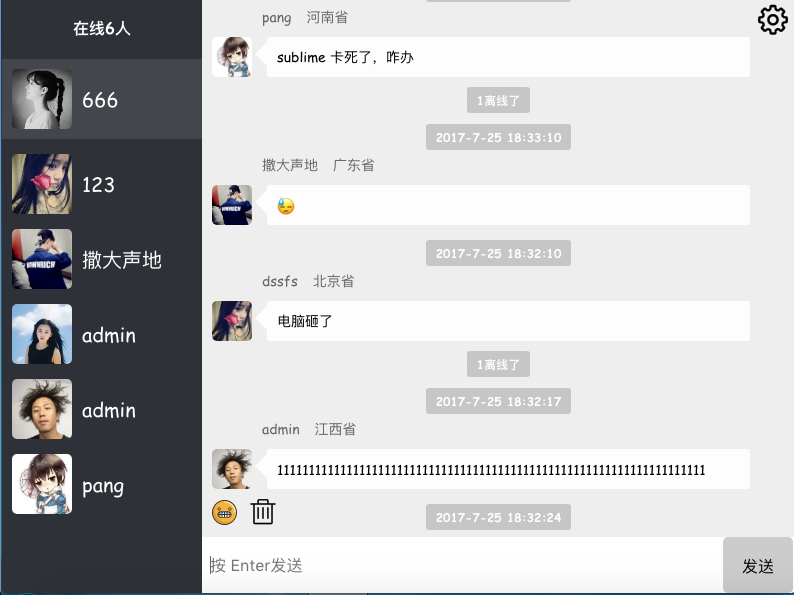 在线6人
666
123
撒大声地
admin
admin
pang
pang 河南省
sublime 卡死了，咋办
1离线了
2017-7-25 18:33:10
撒大声地 广东省
2017-7-25 18:32:10
dssfs 北京省
电脑砸了
1离线了
2017-7-25 18:32:17
admin 江西省
11111111111111111111111111111111111111111111111111111111111111111111
2017-7-25 18:32:24
按 Enter发送
发送